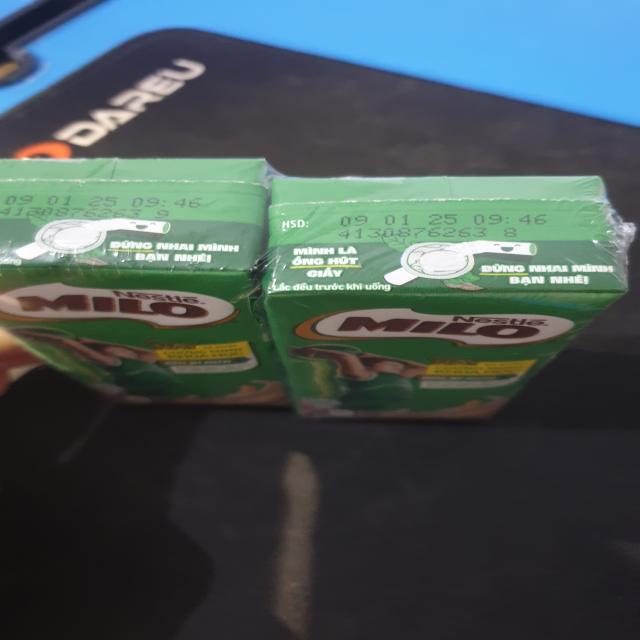 DAREU
09 01 25 09:46
ĐỪNG NHAI MÌNH
BẠN NHÉ!
Nestlé
MILO
HSD: 09 01 25 09:46
4130876263 8
MÌNH LÀ
ỐNG HÚT
GIẤY
ĐỪNG NHAI MÌNH
BẠN NHÉ!
Lắc đều trước khi uống
Nestlé
MILO